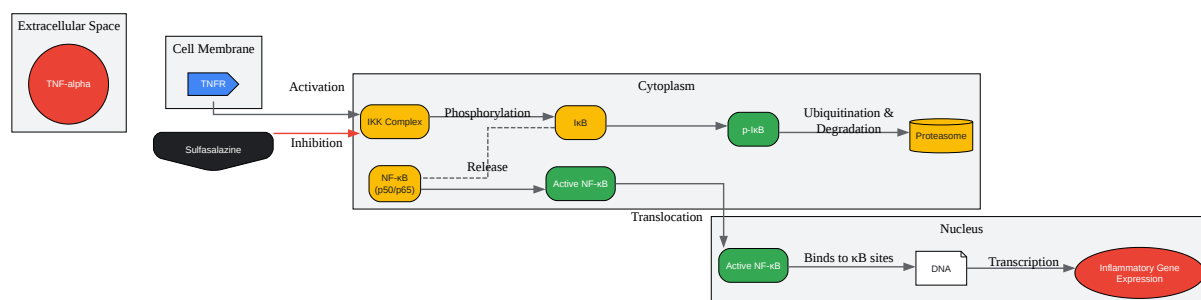 Extracellular Space
TNF-alpha
Cell Membrane
TNFR
Activation
Sulfasalazine
Inhibition
Cytoplasm
IKK Complex
Phosphorylation
IκB
p-IκB
Ubiquitination &
Degradation
Proteasome
NF-κB
(p50/p65)
Release
Active NF-κB
Translocation
Nucleus
Active NF-κB
Binds to κB sites
DNA
Transcription
Inflammatory Gene
Expression